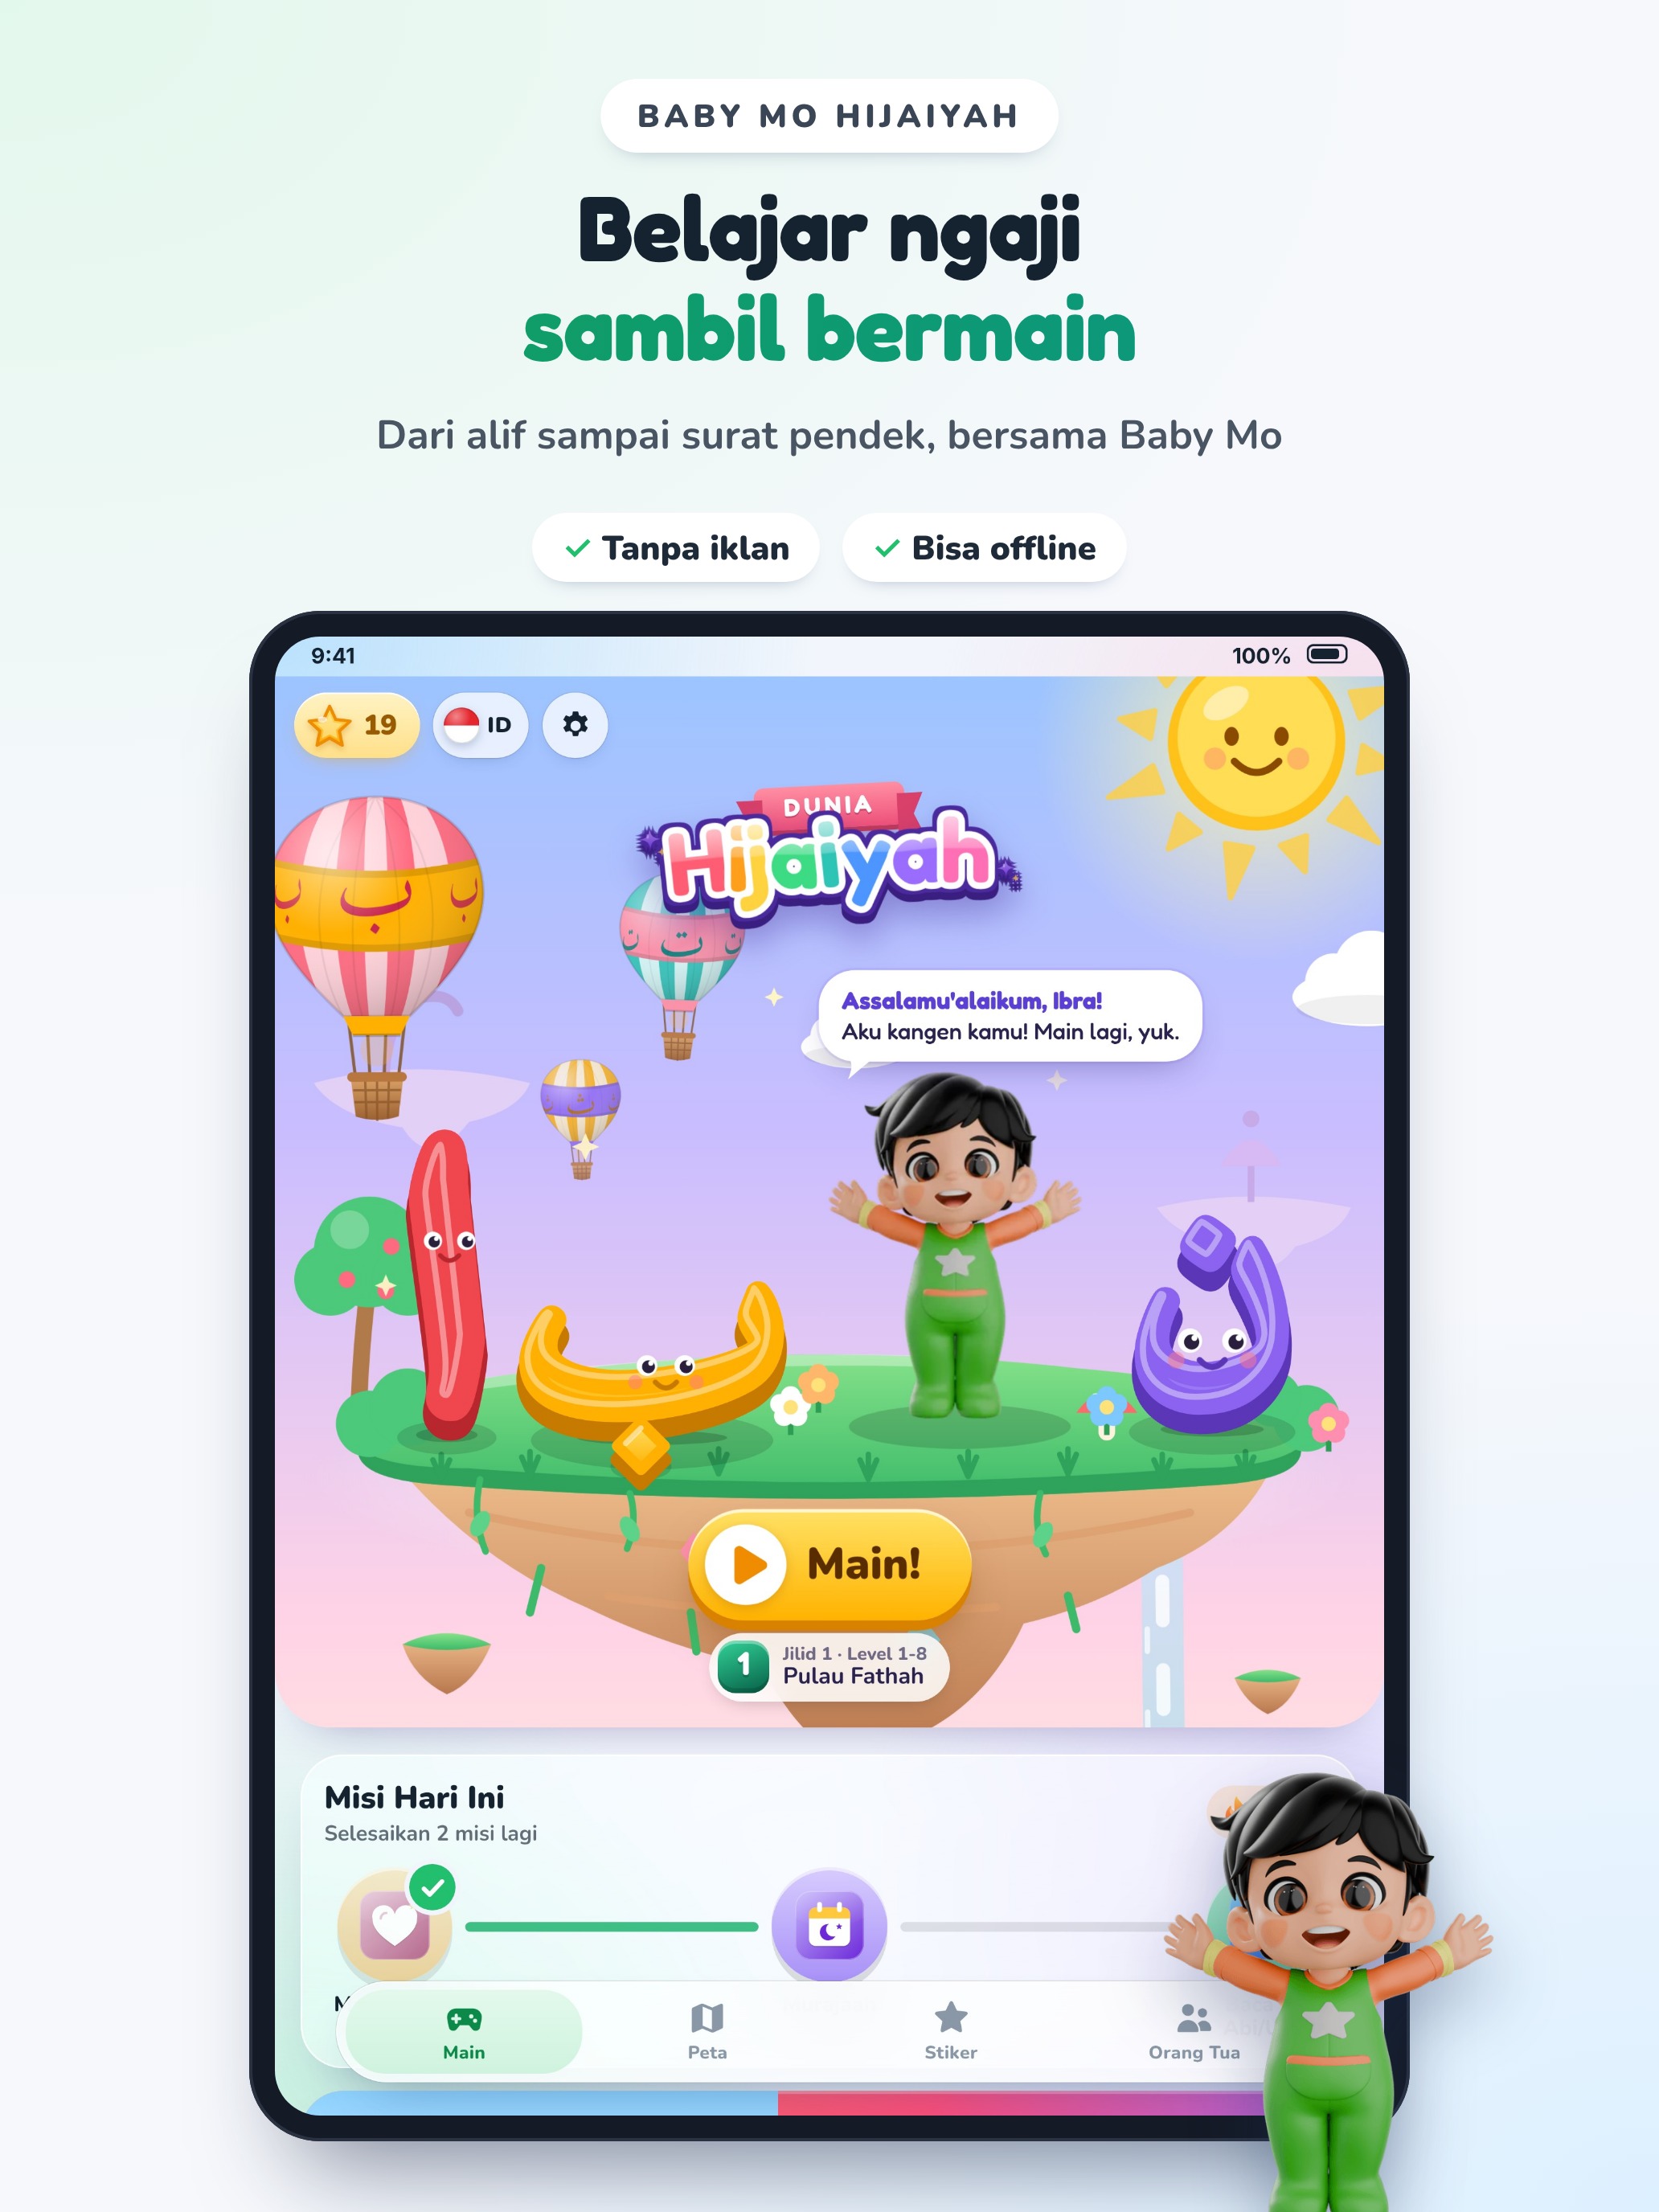 BABY MO HIJAIYAH
Belajar ngaji
sambil bermain
Dari alif sampai surat pendek, bersama Baby Mo
Tanpa iklan
Bisa offline
9:41
100%
19
ID
DUNIA
Hijaiyah
ب ب ب
ت
ث
Assalamu'alaikum, Ibra!
Aku kangen kamu! Main lagi, yuk.
Main!
1
Jilid 1 · Level 1-8
Pulau Fathah
Misi Hari Ini
Selesaikan 2 misi lagi
Main
Peta
Stiker
Orang Tua